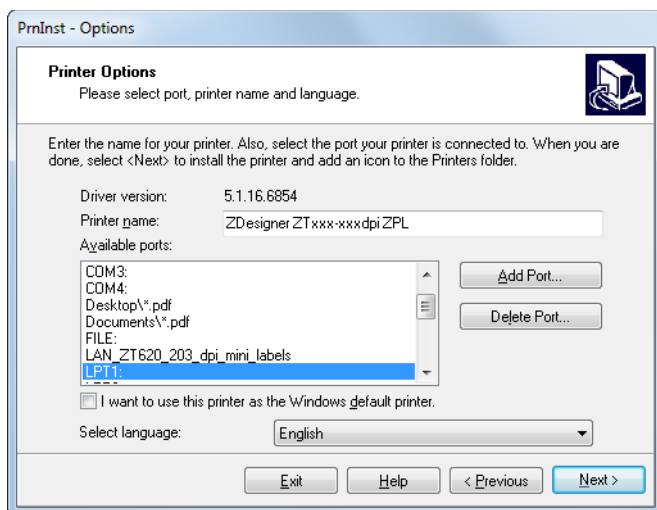 PrnInst - Options
Printer Options
Please select port, printer name and language.
Enter the name for your printer. Also, select the port your printer is connected to. When you are
done, select <Next> to install the printer and add an icon to the Printers folder.
Driver version: 5.1.16.6854
Printer name: ZDesigner ZTxxx-xxxdpi ZPL
Available ports:
COM3:
COM4:
Desktop\*.pdf
Documents\*.pdf
FILE:
LAN_ZT620_203_dpi_mini_labels
LPT1:
Add Port...
Delete Port...
I want to use this printer as the Windows default printer.
Select language: English
Exit Help < Previous Next >